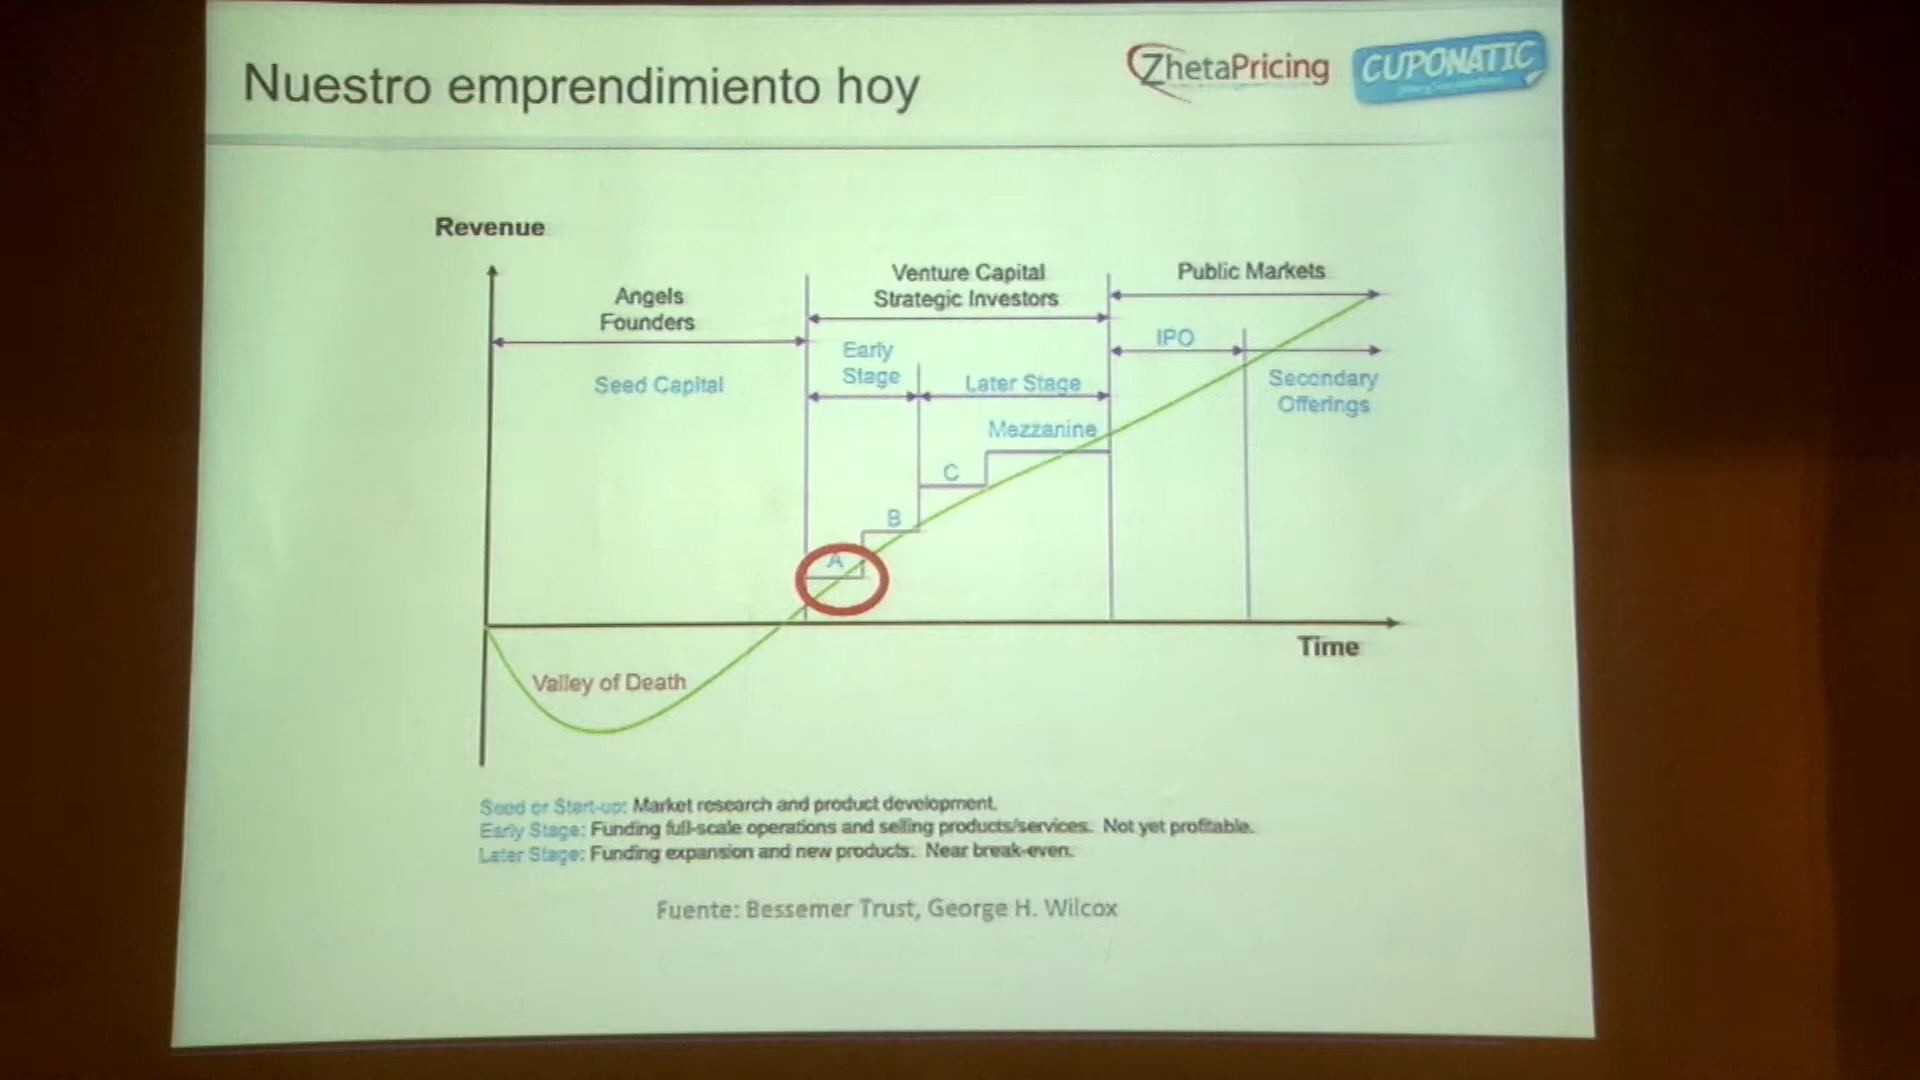 Nuestro emprendimiento hoy
ZhetaPricing
CUPONATIC
Revenue
Angels
Founders
Seed Capital
Venture Capital
Strategic Investors
Early
Stage
Later Stage
Mezzanine
C
B
A
Public Markets
IPO
Secondary
Offerings
Time
Valley of Death
Seed or Start-up: Market research and product development.
Early Stage: Funding full-scale operations and selling products/services. Not yet profitable.
Later Stage: Funding expansion and new products. Near break-even.
Fuente: Bessemer Trust, George H. Wilcox